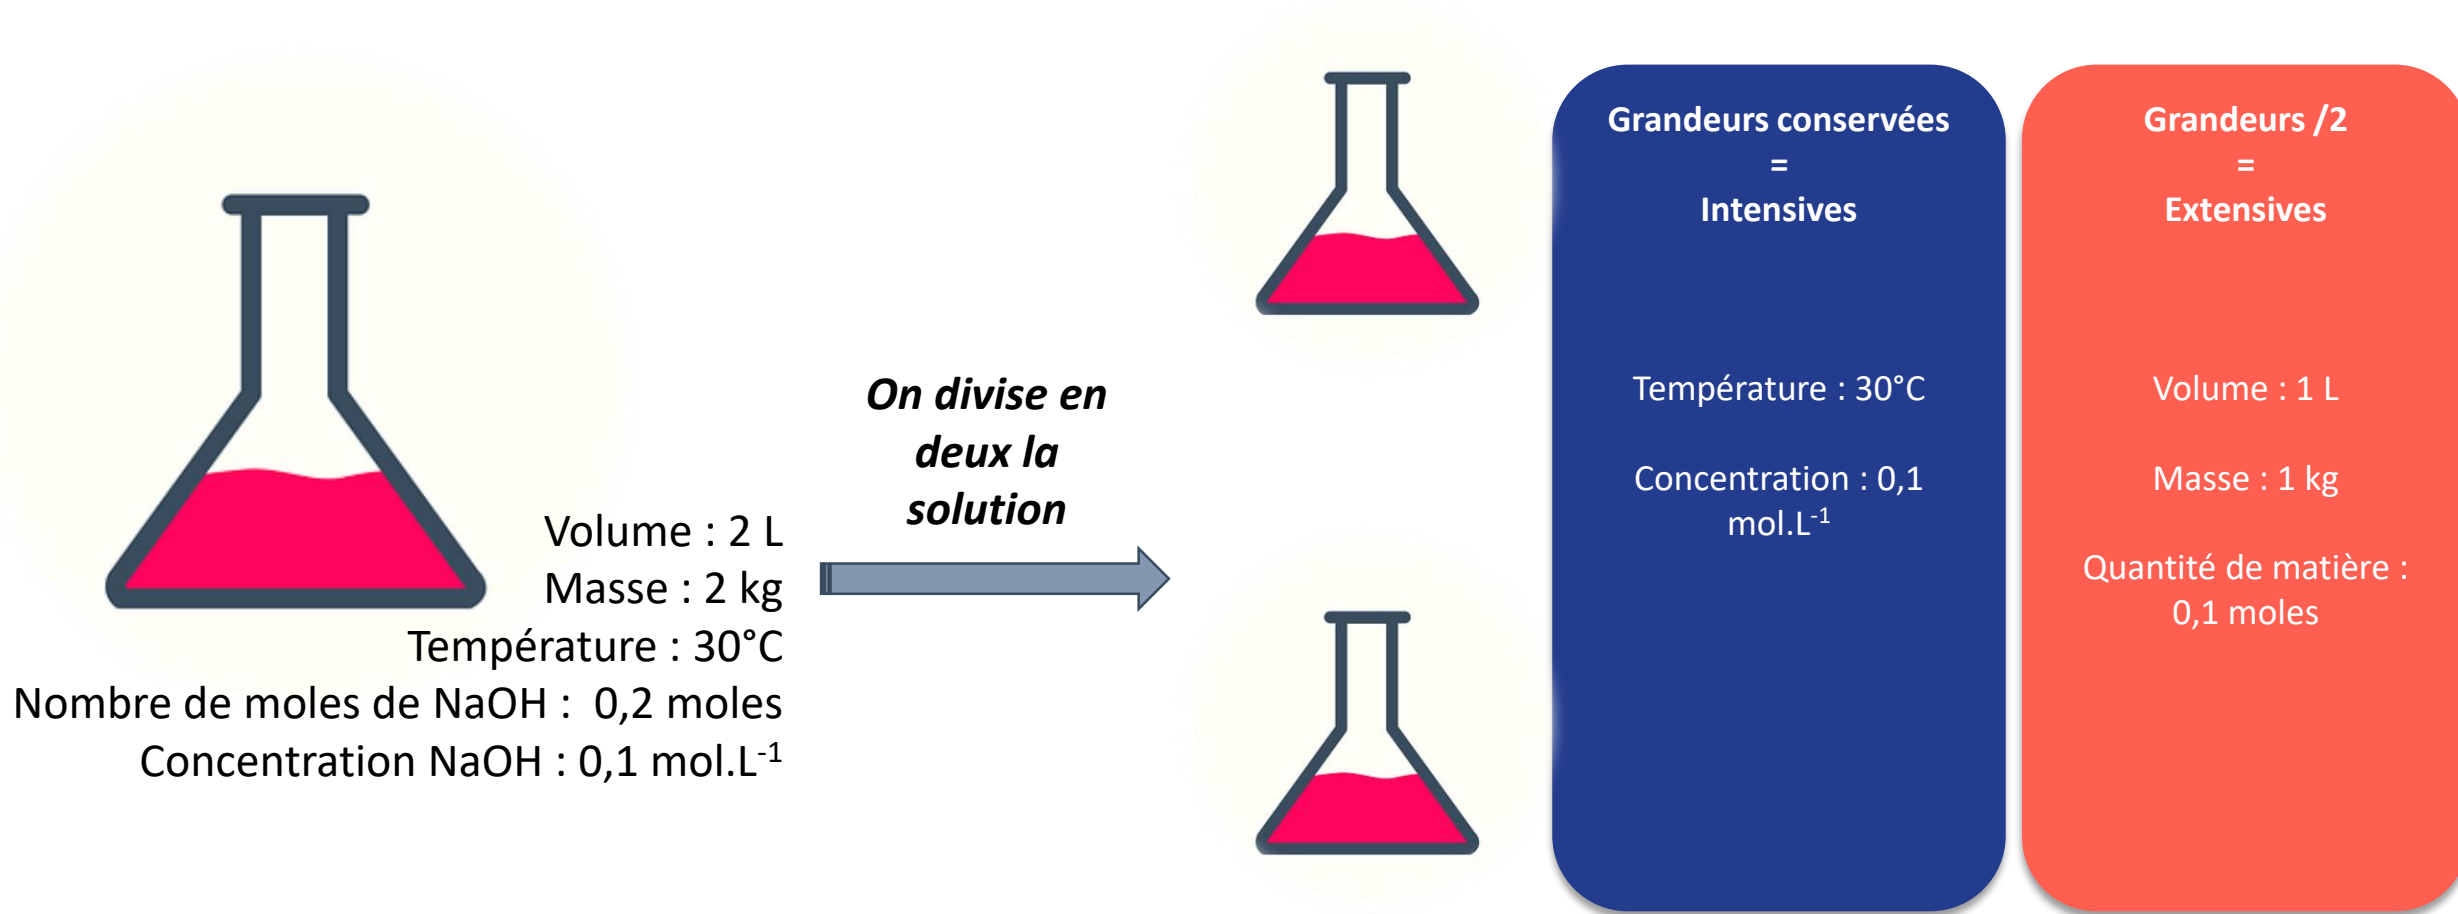 Volume : 2 L
Masse : 2 kg
Température : 30°C
Nombre de moles de NaOH :  0,2 moles
Concentration NaOH : 0,1 mol.L⁻¹
On divise en
deux la
solution
Grandeurs conservées
=
Intensives
Température : 30°C
Concentration : 0,1
mol.L⁻¹
Grandeurs /2
=
Extensives
Volume : 1 L
Masse : 1 kg
Quantité de matière :
0,1 moles